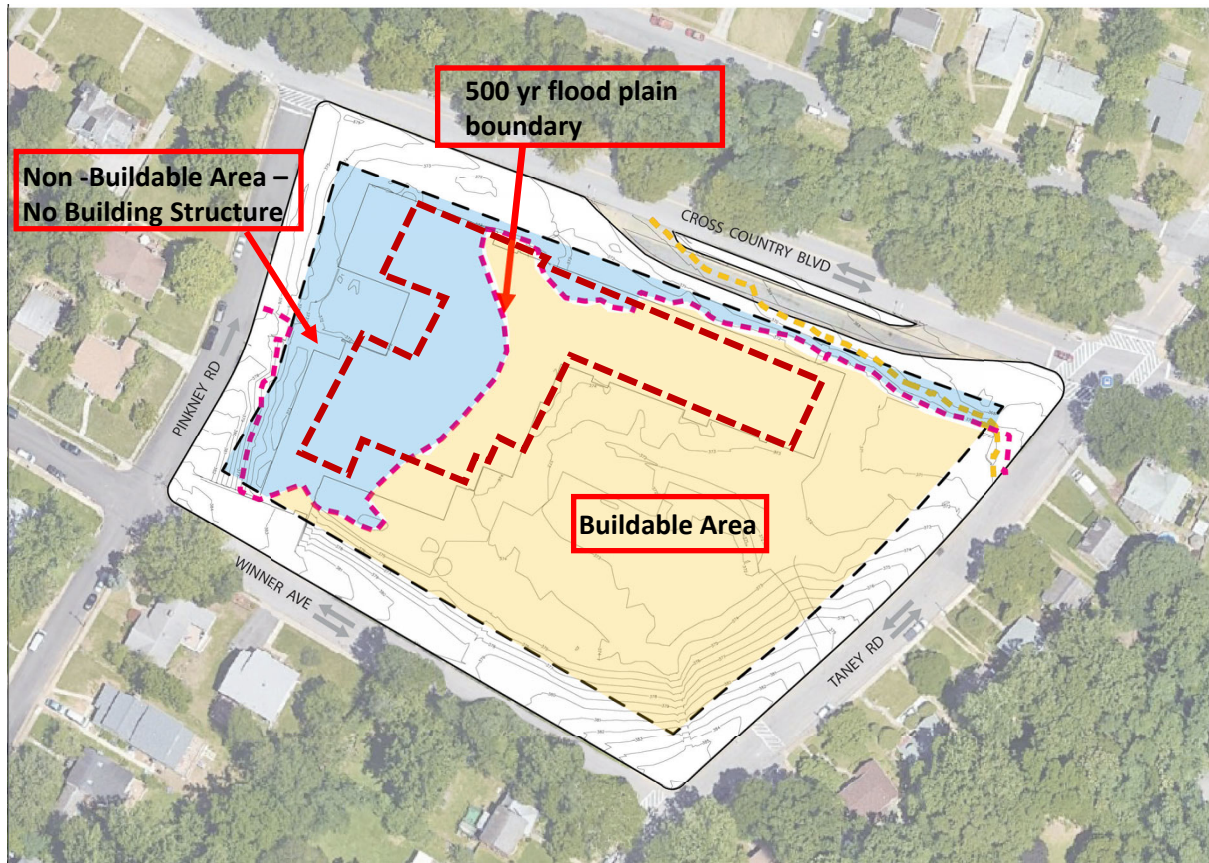 500 yr flood plain
boundary
Non -Buildable Area –
No Building Structure
CROSS COUNTRY BLVD
PINKNEY RD
Buildable Area
WINNER AVE
TANEY RD